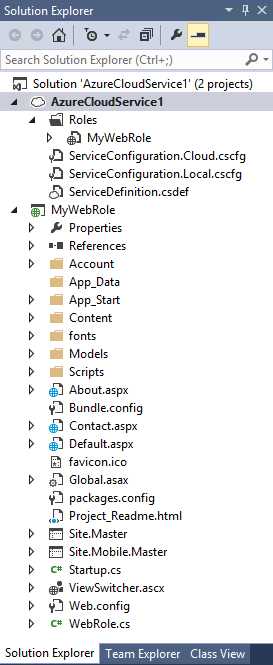 Solution Explorer
Search Solution Explorer (Ctrl+;)
Solution 'AzureCloudService1' (2 projects)
AzureCloudService1
Roles
MyWebRole
ServiceConfiguration.Cloud.cscfg
ServiceConfiguration.Local.cscfg
ServiceDefinition.csdef
MyWebRole
Properties
References
Account
App_Data
App_Start
Content
fonts
Models
Scripts
About.aspx
Bundle.config
Contact.aspx
Default.aspx
favicon.ico
Global.asax
packages.config
Project_Readme.html
Site.Master
Site.Mobile.Master
C# Startup.cs
ViewSwitcher.ascx
Web.config
C# WebRole.cs
Solution Explorer Team Explorer Class View